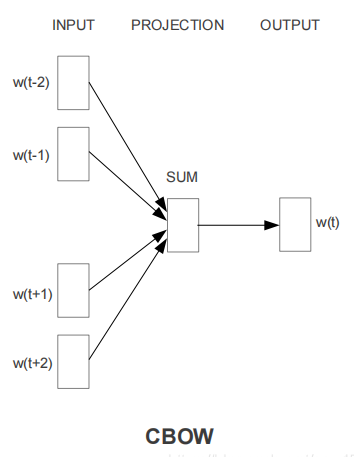 INPUT PROJECTION OUTPUT
w(t-2)
w(t-1)
SUM
w(t)
w(t+1)
w(t+2)
CBOW